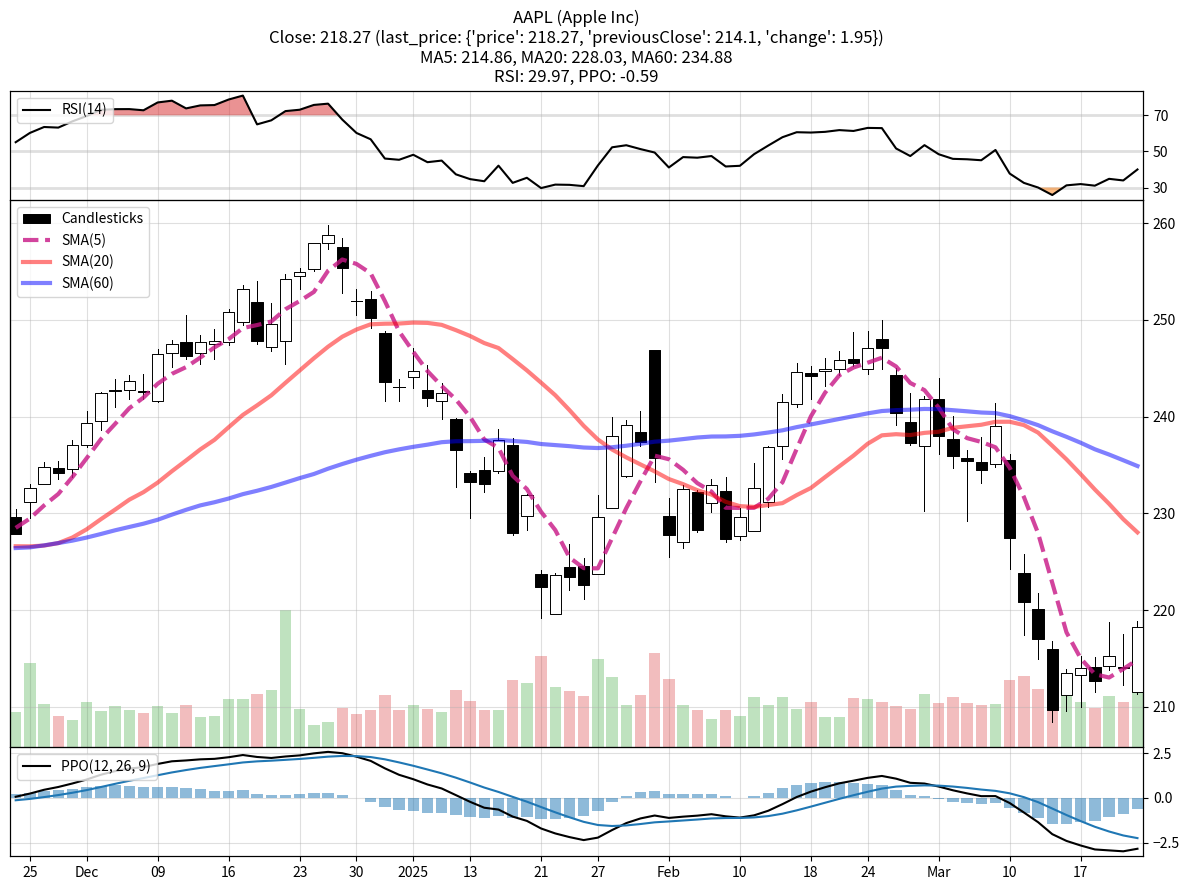 AAPL (Apple Inc)
Close: 218.27 (last_price: {'price': 218.27, 'previousClose': 214.1, 'change': 1.95})
MA5: 214.86, MA20: 228.03, MA60: 234.88
RSI: 29.97, PPO: -0.59
RSI(14)
70
50
30
Candlesticks
SMA(5)
SMA(20)
SMA(60)
260
250
240
230
220
210
PPO(12, 26, 9)
2.5
0.0
−2.5
25 Dec 09 16 23 30 2025 13 21 27 Feb 10 18 24 Mar 10 17